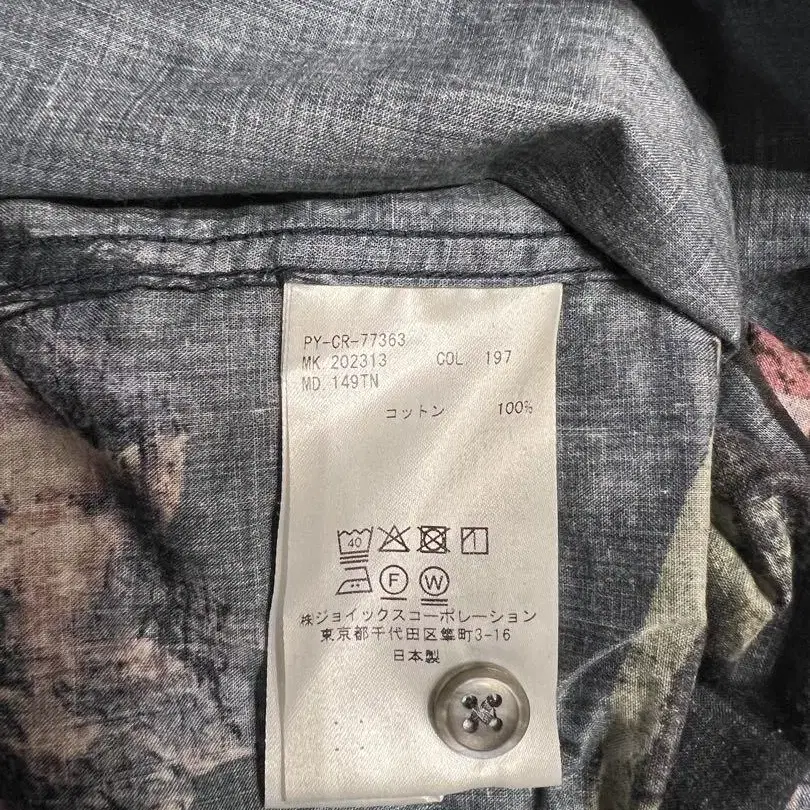 PY-CR-77363
MK 202313 COL 197
MD.149TN
コットン 100%
40
F W
株ジョイックスコーポレーション
東京都千代田区隼町3-16
日本製